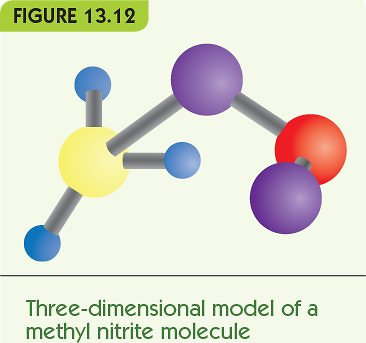 FIGURE 13.12
Three-dimensional model of a
methyl nitrite molecule